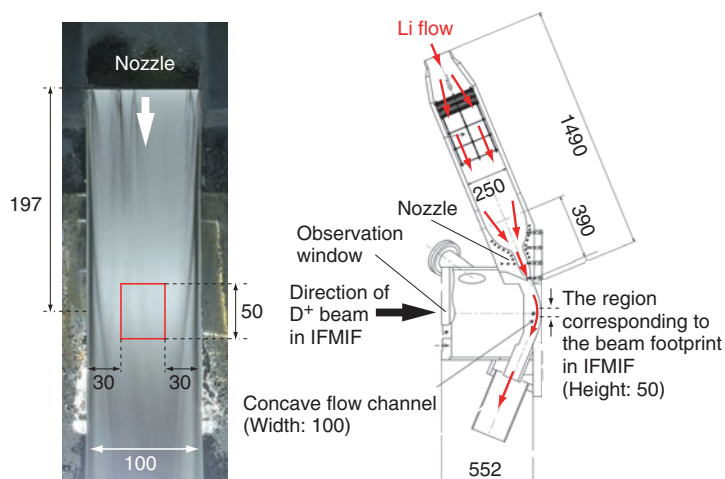 Nozzle
197
50
30
30
100
Li flow
1490
250
390
Nozzle
Observation
window
Direction of
D⁺ beam
in IFMIF
The region
corresponding to
the beam footprint
in IFMIF
(Height: 50)
Concave flow channel
(Width: 100)
552